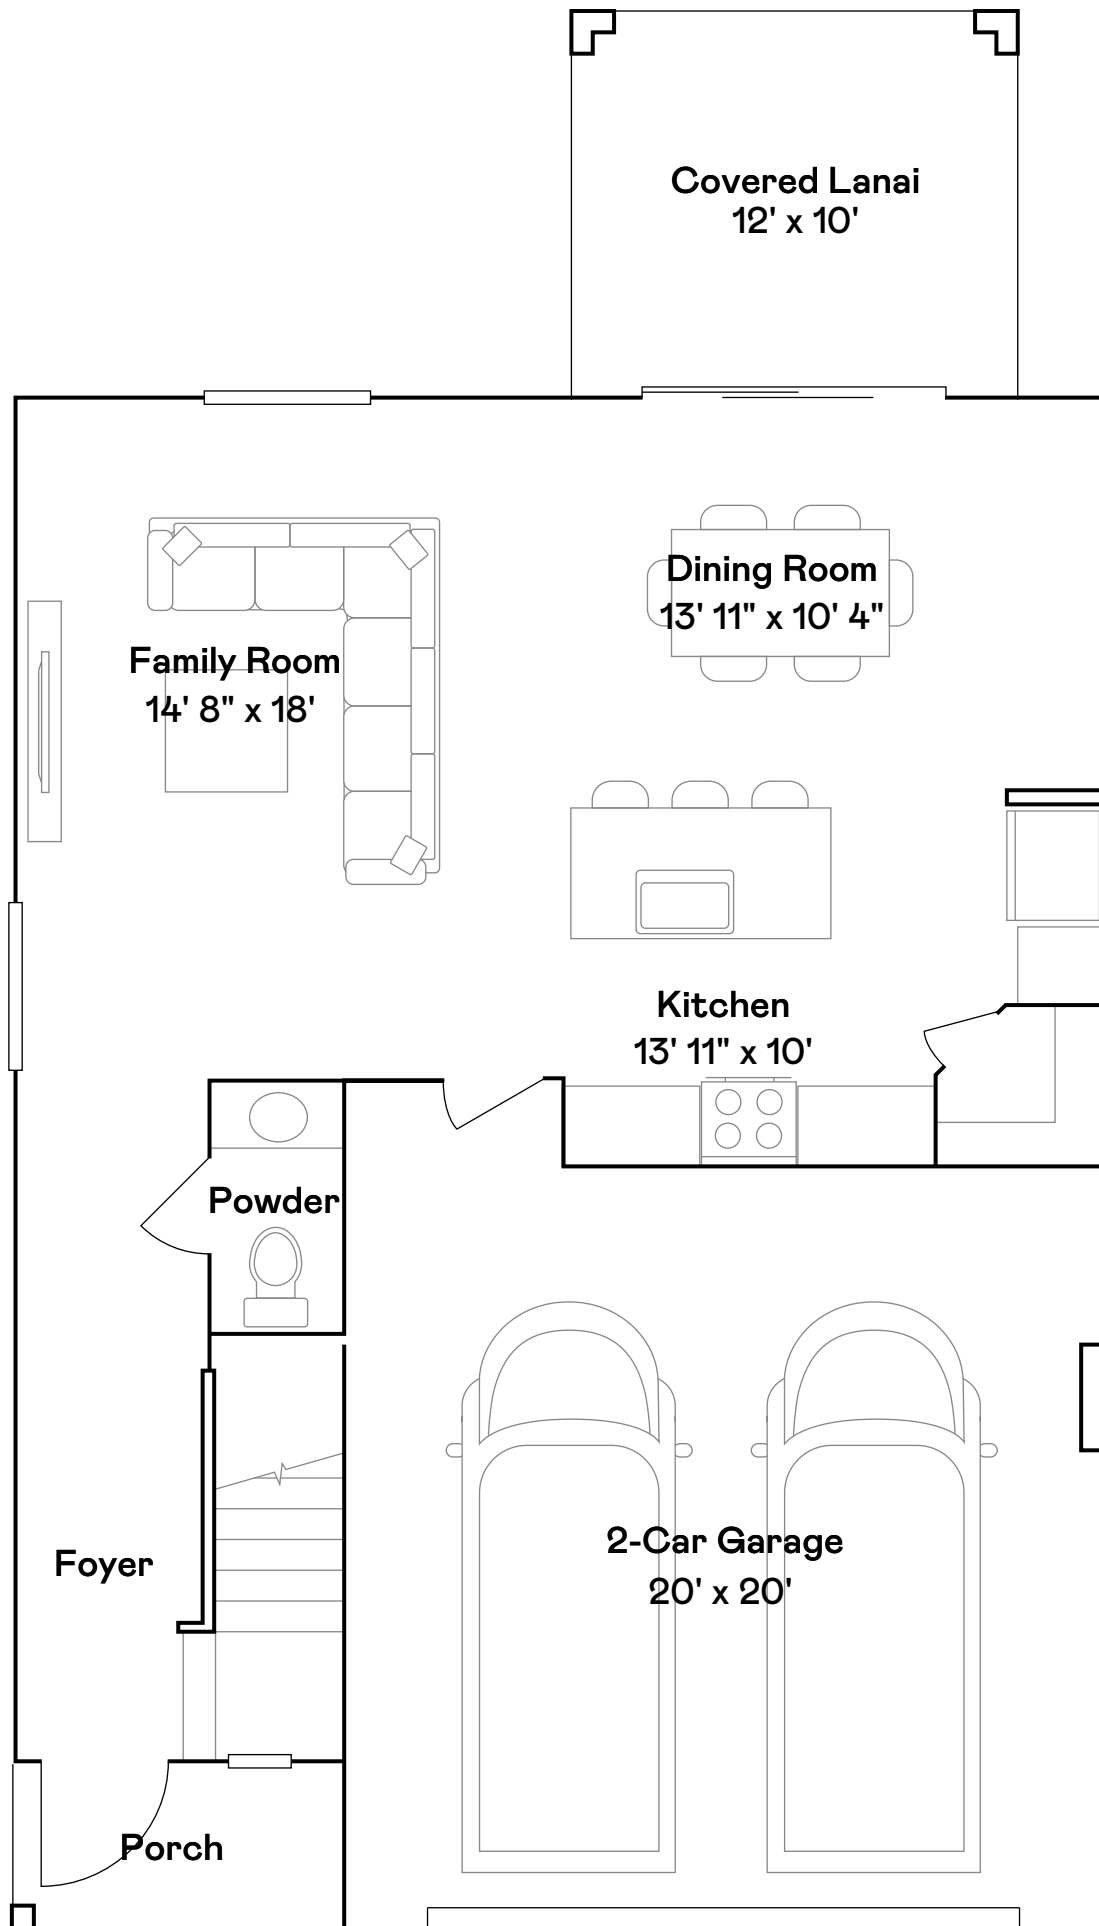 Covered Lanai
12' x 10'
Dining Room
13' 11" x 10' 4"
Family Room
14' 8" x 18'
Kitchen
13' 11" x 10'
Powder
2-Car Garage
20' x 20'
Foyer
Porch